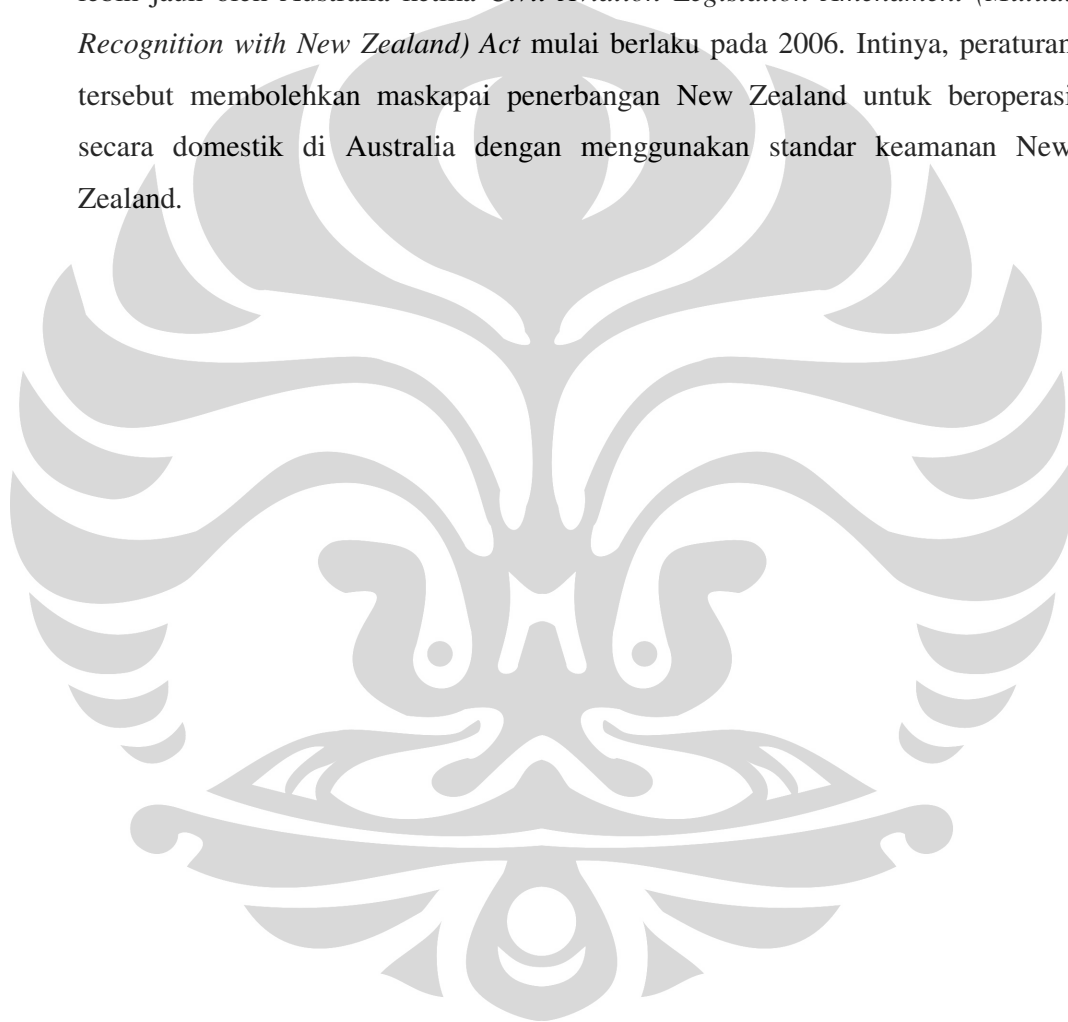 lebih jauh oleh Australia ketika Civil Aviation Legislation Amendment (Mutual
Recognition with New Zealand) Act mulai berlaku pada 2006. Intinya, peraturan
tersebut membolehkan maskapai penerbangan New Zealand untuk beroperasi
secara domestik di Australia dengan menggunakan standar keamanan New
Zealand.